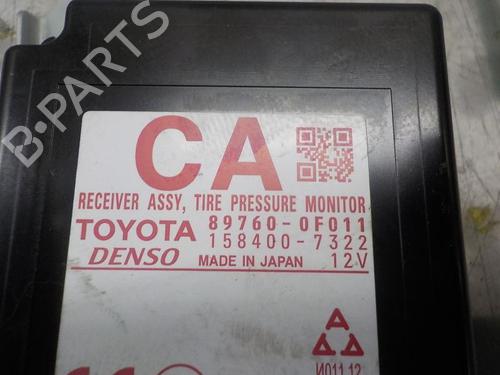 B-PARTS
CA
RECEIVER ASSY, TIRE PRESSURE MONITOR
TOYOTA 89760-0F011
158400-7322
DENSO MADE IN JAPAN 12V